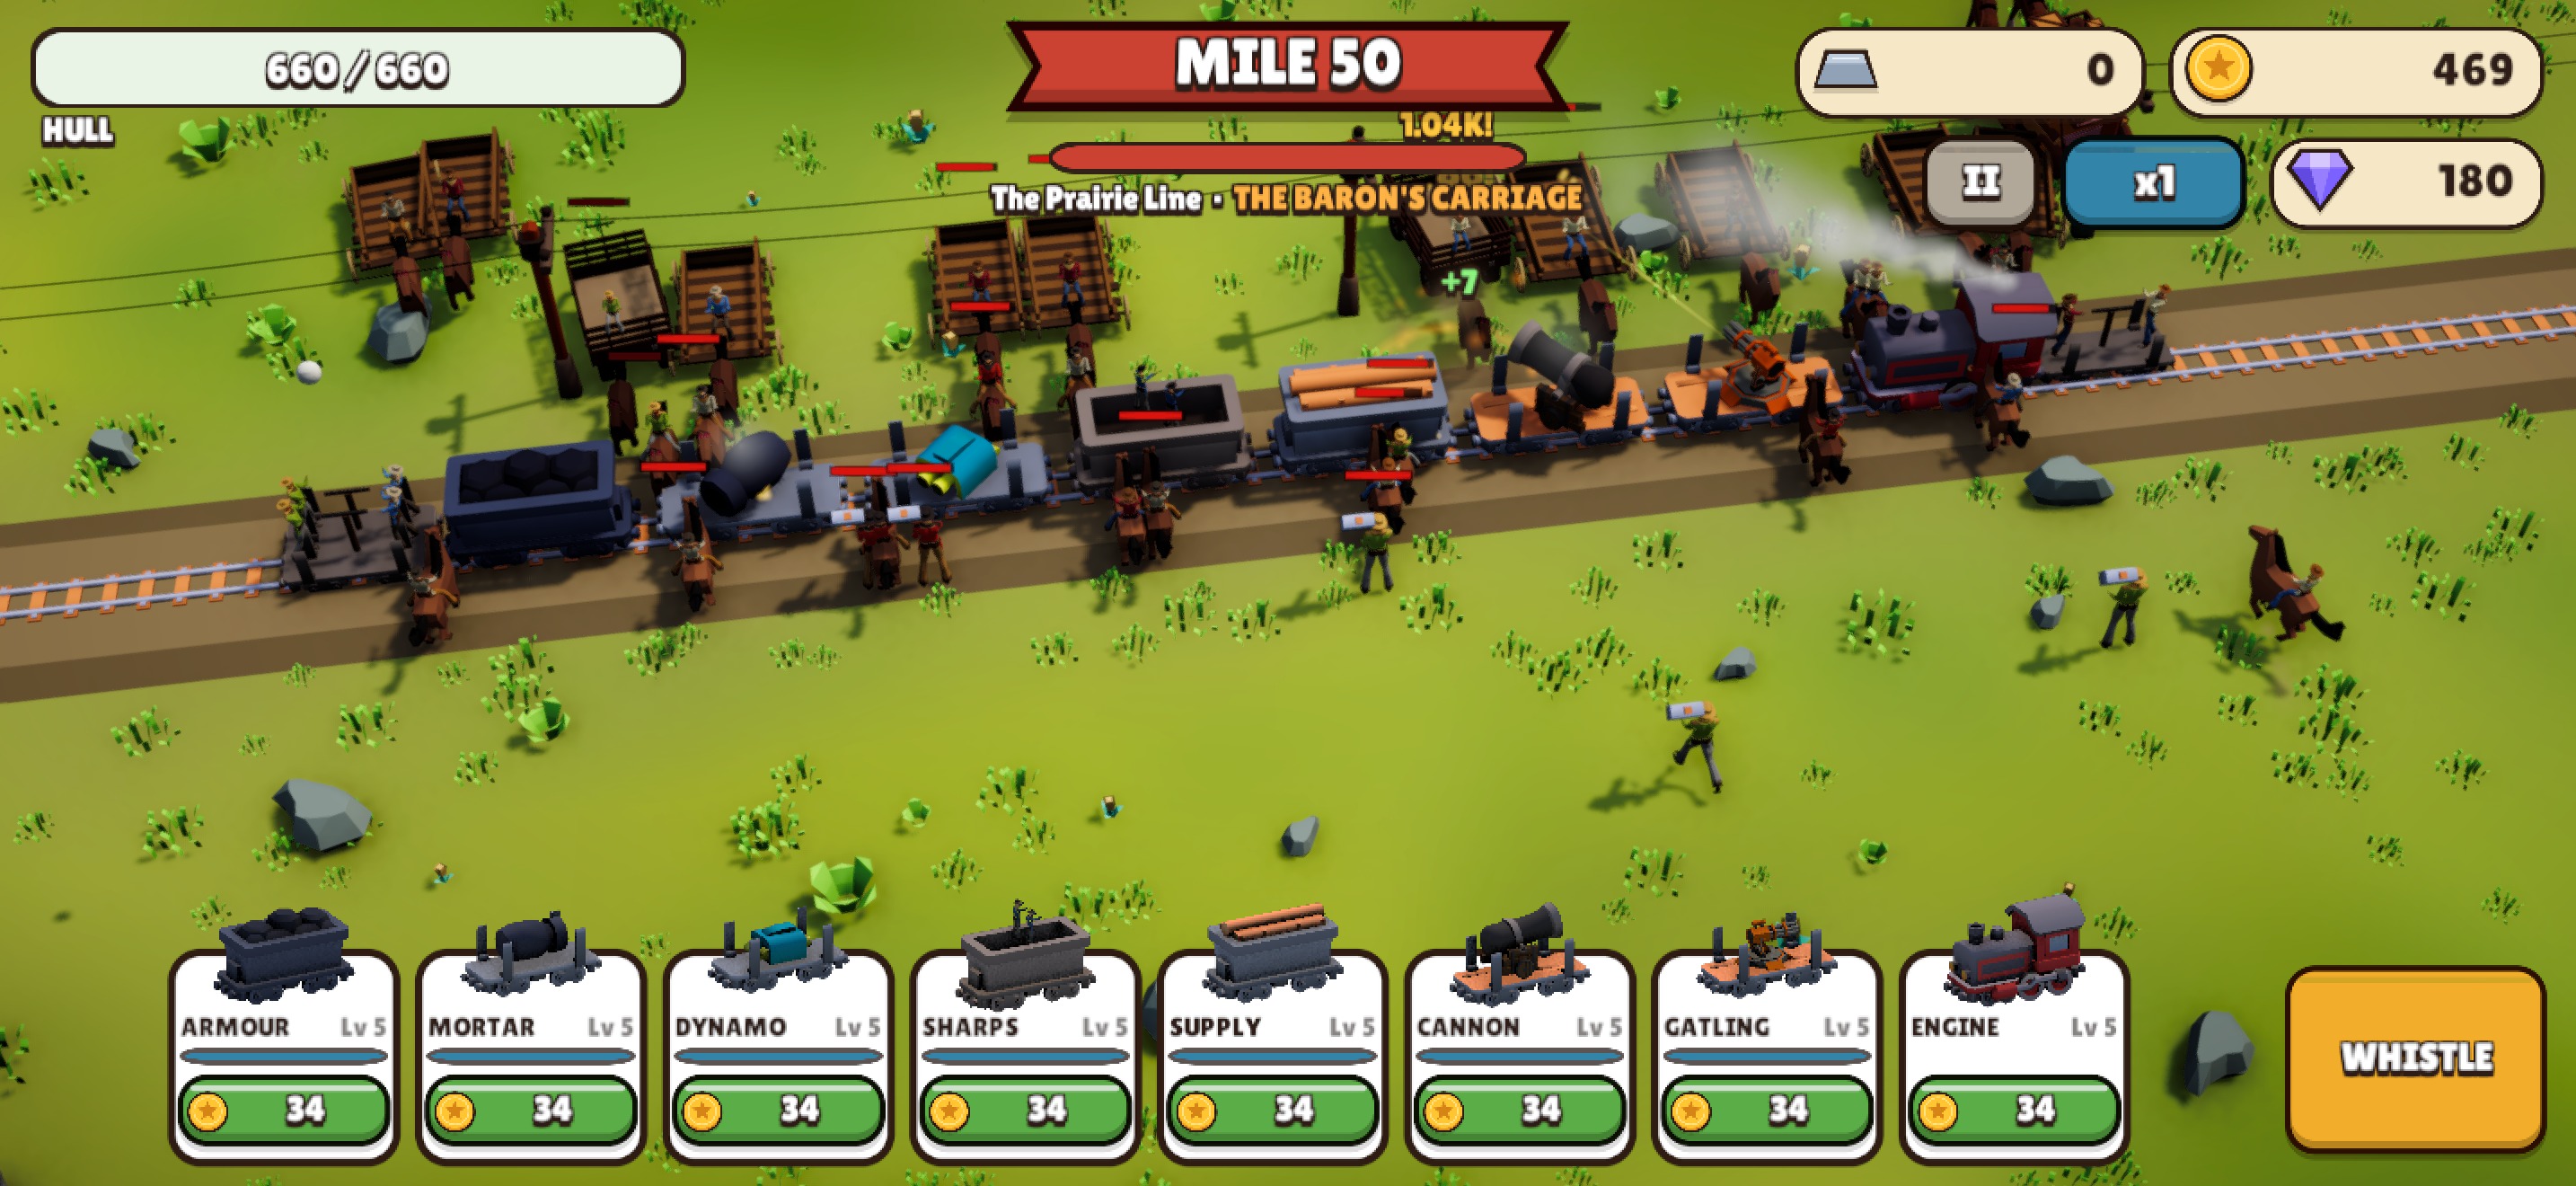 660/660
MILE 50
0
469
HULL
1.04K!
The Prairie Line · THE BARON'S CARRIAGE
II
x1
180
+7
ARMOUR Lv 5
MORTAR Lv 5
DYNAMO Lv 5
SHARPS Lv 5
SUPPLY Lv 5
CANNON Lv 5
GATLING Lv 5
ENGINE Lv 5
34
34
34
34
34
34
34
34
WHISTLE